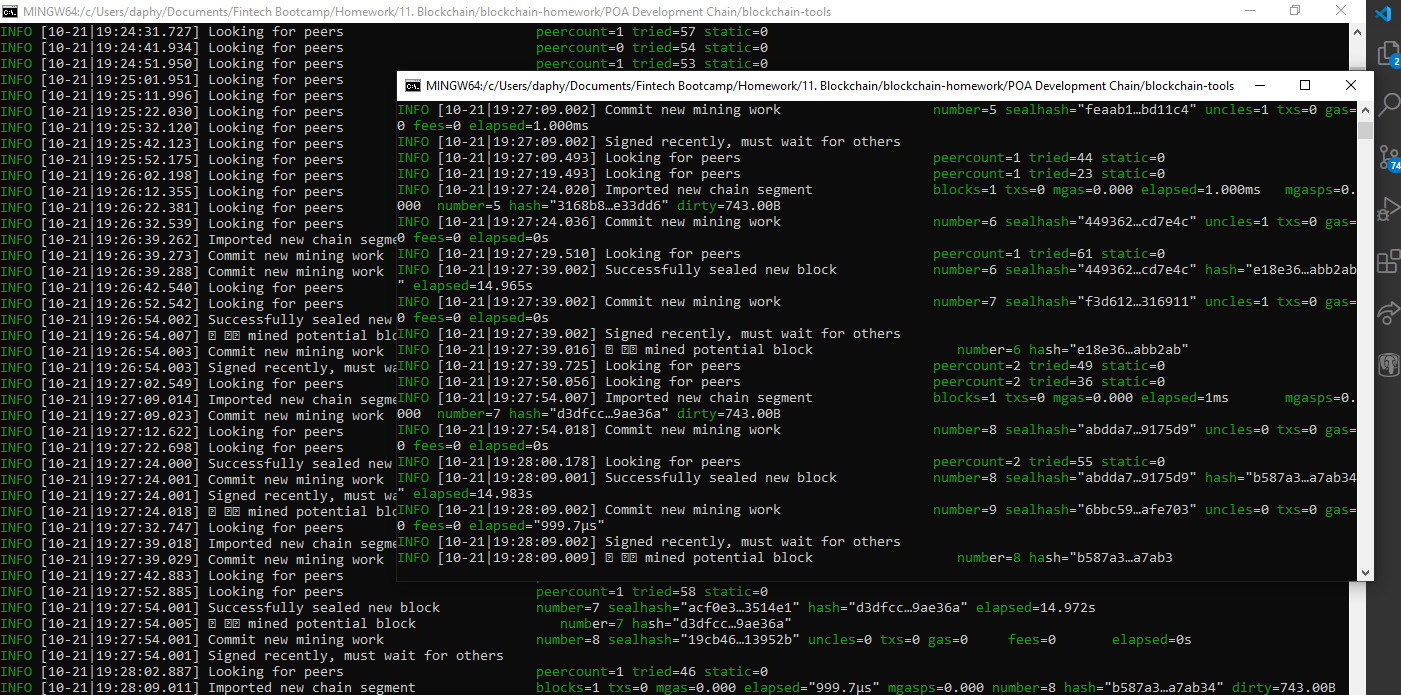 MINGW64:/c/Users/daphy/Documents/Fintech Bootcamp/Homework/11. Blockchain/blockchain-homework/POA Development Chain/blockchain-tools
INFO [10-21|19:24:31.727] Looking for peers peercount=1 tried=57 static=0
INFO [10-21|19:24:41.934] Looking for peers peercount=0 tried=54 static=0
INFO [10-21|19:24:51.950] Looking for peers peercount=1 tried=53 static=0
INFO [10-21|19:25:01.951] Looking for peers
INFO [10-21|19:25:11.996] Looking for peers
INFO [10-21|19:25:22.030] Looking for peers
INFO [10-21|19:25:32.120] Looking for peers
INFO [10-21|19:25:42.123] Looking for peers
INFO [10-21|19:25:52.175] Looking for peers
INFO [10-21|19:26:02.198] Looking for peers
INFO [10-21|19:26:12.355] Looking for peers
INFO [10-21|19:26:22.381] Looking for peers
INFO [10-21|19:26:32.539] Looking for peers
INFO [10-21|19:26:39.262] Imported new chain segme
INFO [10-21|19:26:39.273] Commit new mining work
INFO [10-21|19:26:39.288] Commit new mining work
INFO [10-21|19:26:42.540] Looking for peers
INFO [10-21|19:26:52.542] Looking for peers
INFO [10-21|19:26:54.002] Successfully sealed new
INFO [10-21|19:26:54.007] mined potential blo
INFO [10-21|19:26:54.003] Commit new mining work
INFO [10-21|19:26:54.003] Signed recently, must wa
INFO [10-21|19:27:02.549] Looking for peers
INFO [10-21|19:27:09.014] Imported new chain segme
INFO [10-21|19:27:09.023] Commit new mining work
INFO [10-21|19:27:12.622] Looking for peers
INFO [10-21|19:27:22.698] Looking for peers
INFO [10-21|19:27:24.000] Successfully sealed new
INFO [10-21|19:27:24.001] Commit new mining work
INFO [10-21|19:27:24.001] Signed recently, must wa
INFO [10-21|19:27:24.018] mined potential blo
INFO [10-21|19:27:32.747] Looking for peers
INFO [10-21|19:27:39.018] Imported new chain segme
INFO [10-21|19:27:39.029] Commit new mining work
INFO [10-21|19:27:42.883] Looking for peers
INFO [10-21|19:27:52.885] Looking for peers peercount=1 tried=58 static=0
INFO [10-21|19:27:54.001] Successfully sealed new block number=7 sealhash="acf0e3…3514e1" hash="d3dfcc…9ae36a" elapsed=14.972s
INFO [10-21|19:27:54.005] mined potential block number=7 hash="d3dfcc…9ae36a"
INFO [10-21|19:27:54.001] Commit new mining work number=8 sealhash="19cb46…13952b" uncles=0 txs=0 gas=0 fees=0 elapsed=0s
INFO [10-21|19:27:54.001] Signed recently, must wait for others
INFO [10-21|19:28:02.887] Looking for peers peercount=1 tried=46 static=0
INFO [10-21|19:28:09.011] Imported new chain segment blocks=1 txs=0 mgas=0.000 elapsed="999.7µs" mgasps=0.000 number=8 hash="b587a3…a7ab34" dirty=743.00B
MINGW64:/c/Users/daphy/Documents/Fintech Bootcamp/Homework/11. Blockchain/blockchain-homework/POA Development Chain/blockchain-tools
INFO [10-21|19:27:09.002] Commit new mining work number=5 sealhash="feaab1…bd11c4" uncles=1 txs=0 gas=
0 fees=0 elapsed=1.000ms
INFO [10-21|19:27:09.002] Signed recently, must wait for others
INFO [10-21|19:27:09.493] Looking for peers peercount=1 tried=44 static=0
INFO [10-21|19:27:19.493] Looking for peers peercount=1 tried=23 static=0
INFO [10-21|19:27:24.020] Imported new chain segment blocks=1 txs=0 mgas=0.000 elapsed=1.000ms mgasps=0.
000 number=5 hash="3168b8…e33dd6" dirty=743.00B
INFO [10-21|19:27:24.036] Commit new mining work number=6 sealhash="449362…cd7e4c" uncles=1 txs=0 gas=
0 fees=0 elapsed=0s
INFO [10-21|19:27:29.510] Looking for peers peercount=1 tried=61 static=0
INFO [10-21|19:27:39.002] Successfully sealed new block number=6 sealhash="449362…cd7e4c" hash="e18e36…abb2ab
" elapsed=14.965s
INFO [10-21|19:27:39.002] Commit new mining work number=7 sealhash="f3d612…316911" uncles=1 txs=0 gas=
0 fees=0 elapsed=0s
INFO [10-21|19:27:39.002] Signed recently, must wait for others
INFO [10-21|19:27:39.016] mined potential block number=6 hash="e18e36…abb2ab"
INFO [10-21|19:27:39.725] Looking for peers peercount=2 tried=49 static=0
INFO [10-21|19:27:50.056] Looking for peers peercount=2 tried=36 static=0
INFO [10-21|19:27:54.007] Imported new chain segment blocks=1 txs=0 mgas=0.000 elapsed=1ms mgasps=0.
000 number=7 hash="d3dfcc…9ae36a" dirty=743.00B
INFO [10-21|19:27:54.018] Commit new mining work number=8 sealhash="abdda7…9175d9" uncles=0 txs=0 gas=
0 fees=0 elapsed=0s
INFO [10-21|19:28:00.178] Looking for peers peercount=2 tried=55 static=0
INFO [10-21|19:28:09.001] Successfully sealed new block number=8 sealhash="abdda7…9175d9" hash="b587a3…a7ab34
" elapsed=14.983s
INFO [10-21|19:28:09.002] Commit new mining work number=9 sealhash="6bbc59…afe703" uncles=0 txs=0 gas=
0 fees=0 elapsed="999.7µs"
INFO [10-21|19:28:09.002] Signed recently, must wait for others
INFO [10-21|19:28:09.009] mined potential block number=8 hash="b587a3…a7ab3
2
74